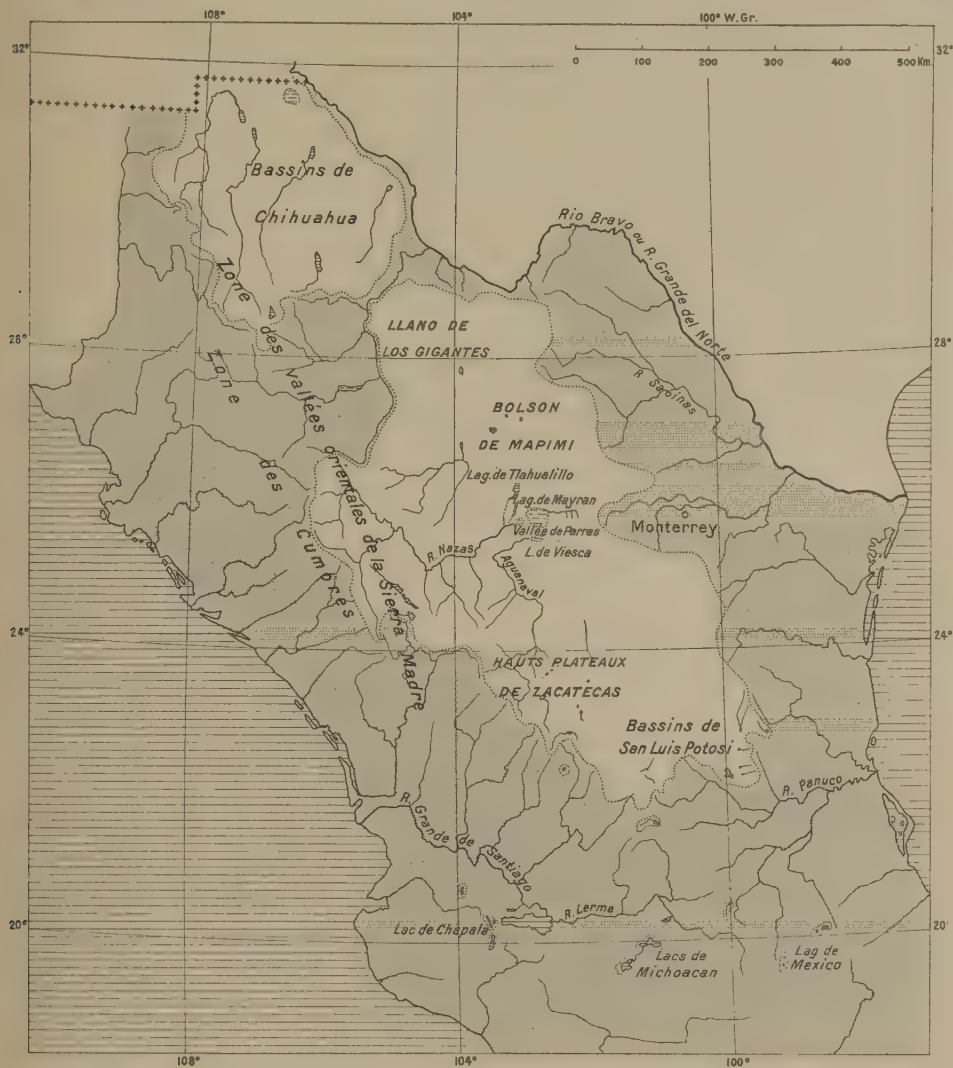 108°
104°
100° W.Gr.
32°
32°
0 100 200 300 400 500 Km.
Bassins de
Chihuahua
Rio Bravo ou R. Grande del Norte
Zone des vallées orientales de la Sierra Madre
LLANO DE
LOS GIGANTES
28°
28°
Zone des Cumbres
R. Sabinas
BOLSON
DE MAPIMI
Lag. de Tlahualillo
Lag. de Mayran
Monterrey
Vallée de Parras
L. de Viesca
R. Nazas
Aguanaval
24°
24°
HAUTS PLATEAUX
DE ZACATECAS
Bassins de
San Luis Potosi
R. Panuco
R. Grande de Santiago
R. Lerma
20°
20°
Lac de Chapala
Lacs de
Michoacan
Lag de
Mexico
108°
104°
100°